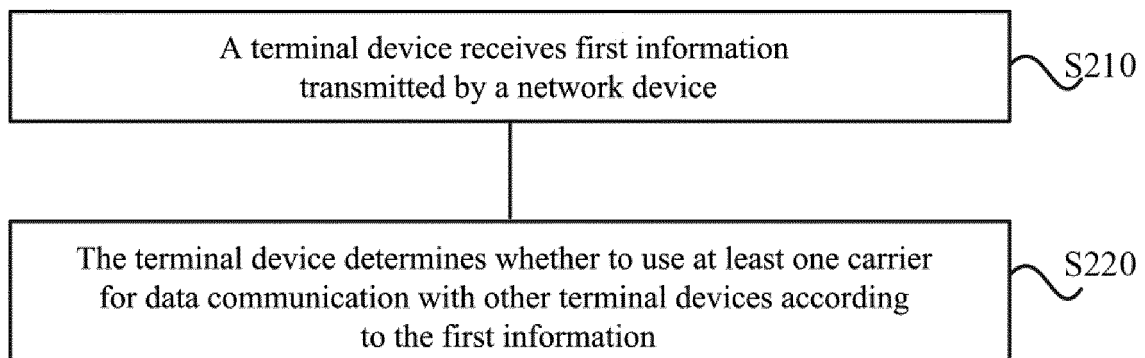 A terminal device receives first information
transmitted by a network device
S210
The terminal device determines whether to use at least one carrier
for data communication with other terminal devices according
to the first information
S220